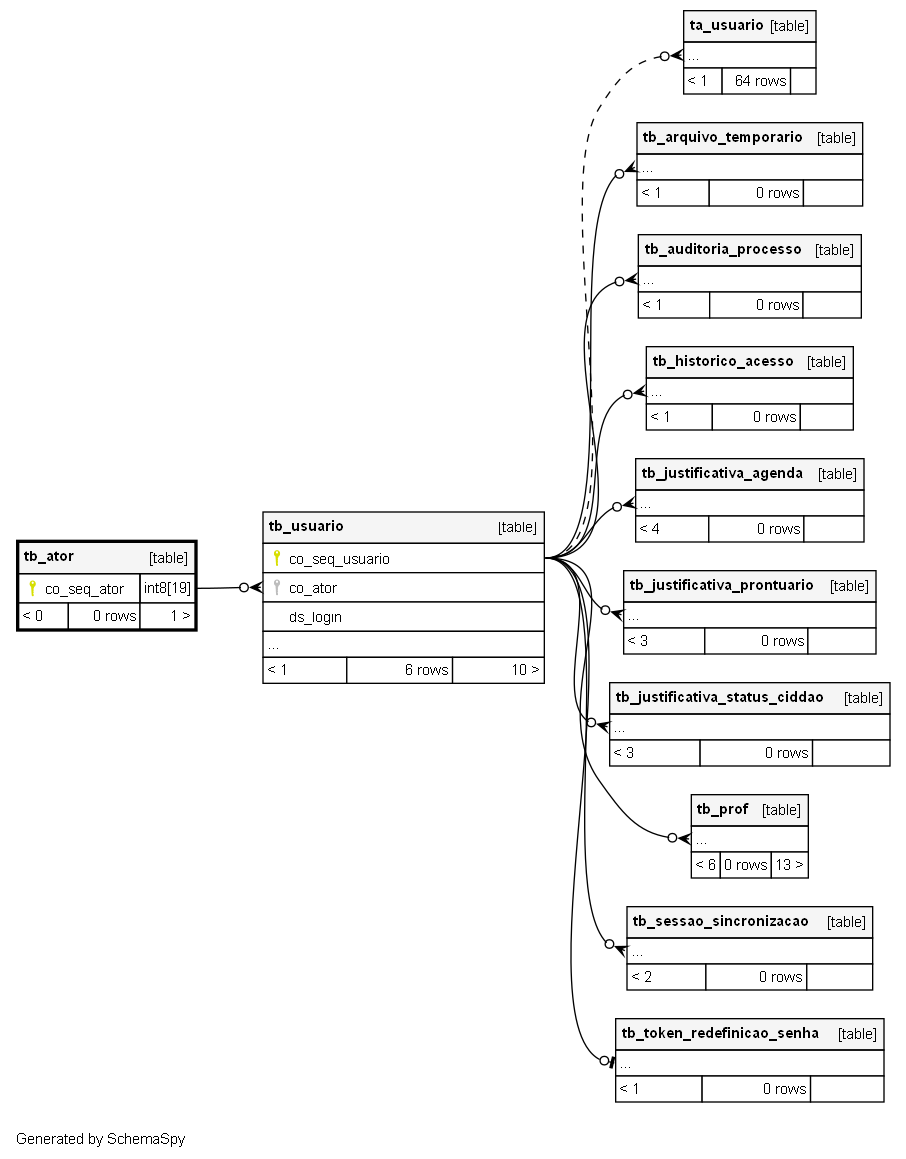 ta_usuario [table]
...
< 1 64 rows
tb_arquivo_temporario [table]
...
< 1 0 rows
tb_auditoria_processo [table]
...
< 1 0 rows
tb_historico_acesso [table]
...
< 1 0 rows
tb_justificativa_agenda [table]
...
< 4 0 rows
tb_ator [table]
co_seq_ator int8[19]
< 0 0 rows 1 >
tb_usuario [table]
co_seq_usuario
co_ator
ds_login
...
< 1 6 rows 10 >
tb_justificativa_prontuario [table]
...
< 3 0 rows
tb_justificativa_status_ciddao [table]
...
< 3 0 rows
tb_prof [table]
...
< 6 0 rows 13 >
tb_sessao_sincronizacao [table]
...
< 2 0 rows
tb_token_redefinicao_senha [table]
...
< 1 0 rows
Generated by SchemaSpy